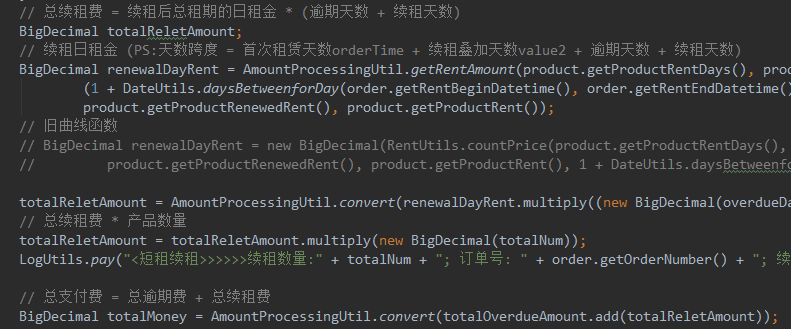 // 总续租费 = 续租后总租期的日租金 * (逾期天数 + 续租天数)
BigDecimal totalReletAmount;
// 续租日租金 (PS:天数跨度 = 首次租赁天数orderTime + 续租叠加天数value2 + 逾期天数 + 续租天数)
BigDecimal renewalDayRent = AmountProcessingUtil.getRentAmount(product.getProductRentDays(), prod
(1 + DateUtils.daysBetweenforDay(order.getRentBeginDatetime(), order.getRentEndDatetime()
product.getProductRenewedRent(), product.getProductRent());
// 旧曲线函数
// BigDecimal renewalDayRent = new BigDecimal(RentUtils.countPrice(product.getProductRentDays(),
// product.getProductRenewedRent(), product.getProductRent(), 1 + DateUtils.daysBetweenfo
totalReletAmount = AmountProcessingUtil.convert(renewalDayRent.multiply((new BigDecimal(overdueDa
// 总续租费 * 产品数量
totalReletAmount = totalReletAmount.multiply(new BigDecimal(totalNum));
LogUtils.pay("<短租续租>>>>>>续租数量:" + totalNum + "; 订单号: " + order.getOrderNumber() + "; 续
// 总支付费 = 总逾期费 + 总续租费
BigDecimal totalMoney = AmountProcessingUtil.convert(totalOverdueAmount.add(totalReletAmount));